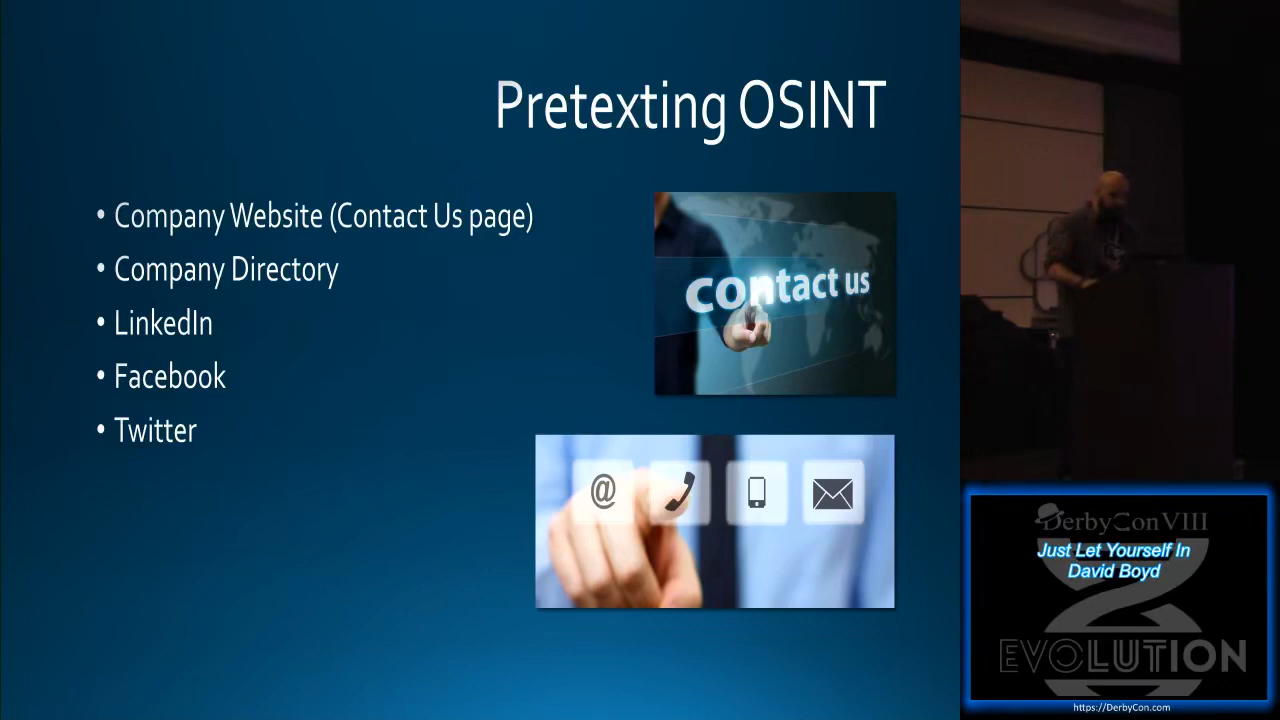 Pretexting OSINT
• Company Website (Contact Us page)
• Company Directory
• LinkedIn
• Facebook
• Twitter
contact us
@
DerbyCon VIII
Just Let Yourself In
David Boyd
EVOLUTION
https://DerbyCon.com